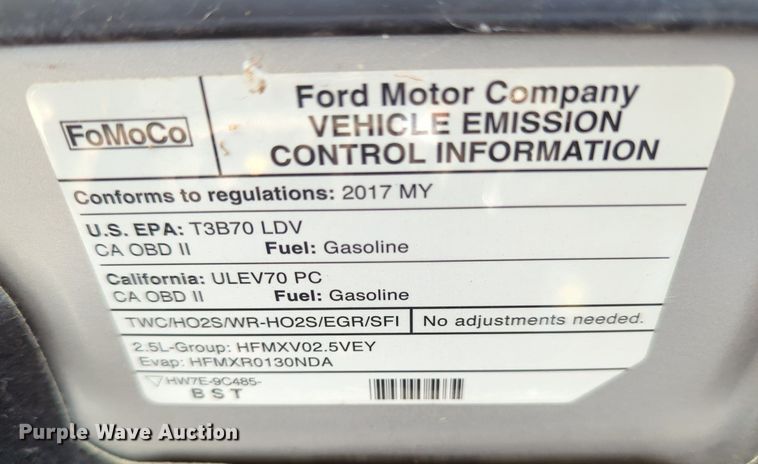 FoMoCo
Ford Motor Company
VEHICLE EMISSION
CONTROL INFORMATION
Conforms to regulations: 2017 MY
U.S. EPA: T3B70 LDV
CA OBD II Fuel: Gasoline
California: ULEV70 PC
CA OBD II Fuel: Gasoline
TWC/HO2S/WR-HO2S/EGR/SFI No adjustments needed.
2.5L-Group: HFMXV02.5VEY
Evap: HFMXR0130NDA
HW7E-9C485-
BST
Purple Wave Auction